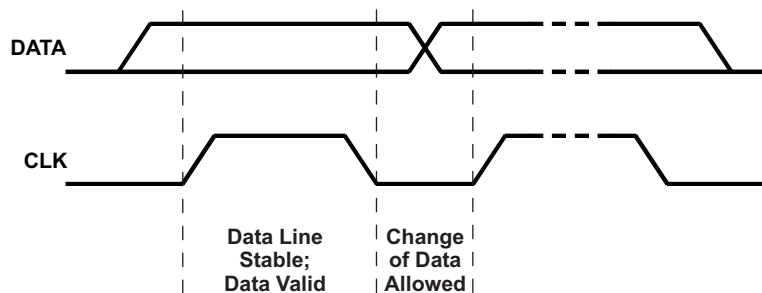 DATA
CLK
Data Line
Stable;
Data Valid
Change
of Data
Allowed